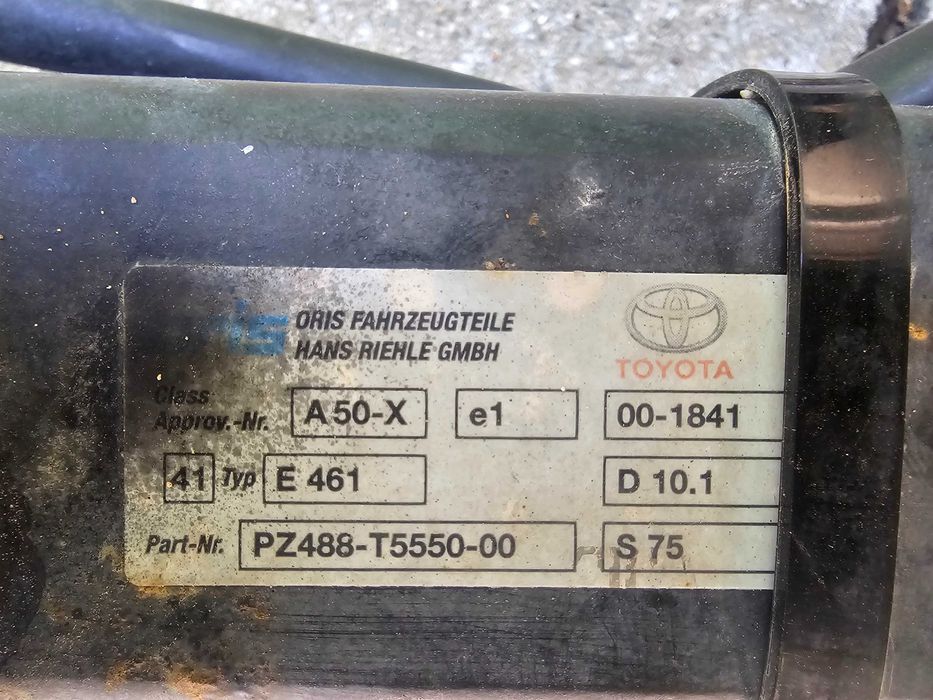 ORIS FAHRZEUGTEILE
HANS RIEHLE GMBH
TOYOTA
Class
Approv.-Nr. A 50-X e1 00-1841
41 Typ E 461 D 10.1
Part-Nr. PZ488-T5550-00 S 75